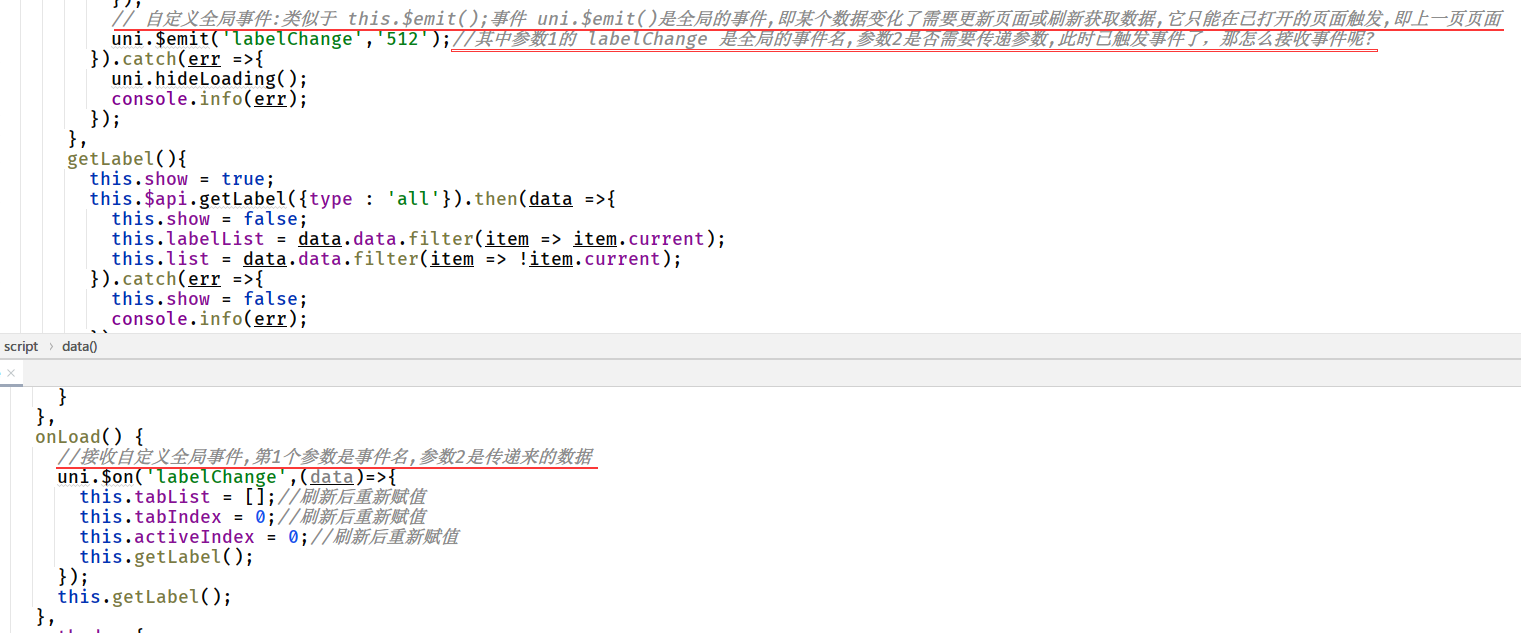 });
// 自定义全局事件:类似于 this.$emit();事件 uni.$emit()是全局的事件,即某个数据变化了需要更新页面或刷新获取数据,它只能在已打开的页面触发,即上一页页面
uni.$emit('labelChange','512');//其中参数1的 labelChange 是全局的事件名,参数2是否需要传递参数,此时已触发事件了，那怎么接收事件呢?
}).catch(err =>{
uni.hideLoading();
console.info(err);
});
},
getLabel(){
this.show = true;
this.$api.getLabel({type : 'all'}).then(data =>{
this.show = false;
this.labelList = data.data.filter(item => item.current);
this.list = data.data.filter(item => !item.current);
}).catch(err =>{
this.show = false;
console.info(err);
script › data()
}
},
onLoad() {
//接收自定义全局事件,第1个参数是事件名,参数2是传递来的数据
uni.$on('labelChange',(data)=>{
this.tabList = [];//刷新后重新赋值
this.tabIndex = 0;//刷新后重新赋值
this.activeIndex = 0;//刷新后重新赋值
this.getLabel();
});
this.getLabel();
},